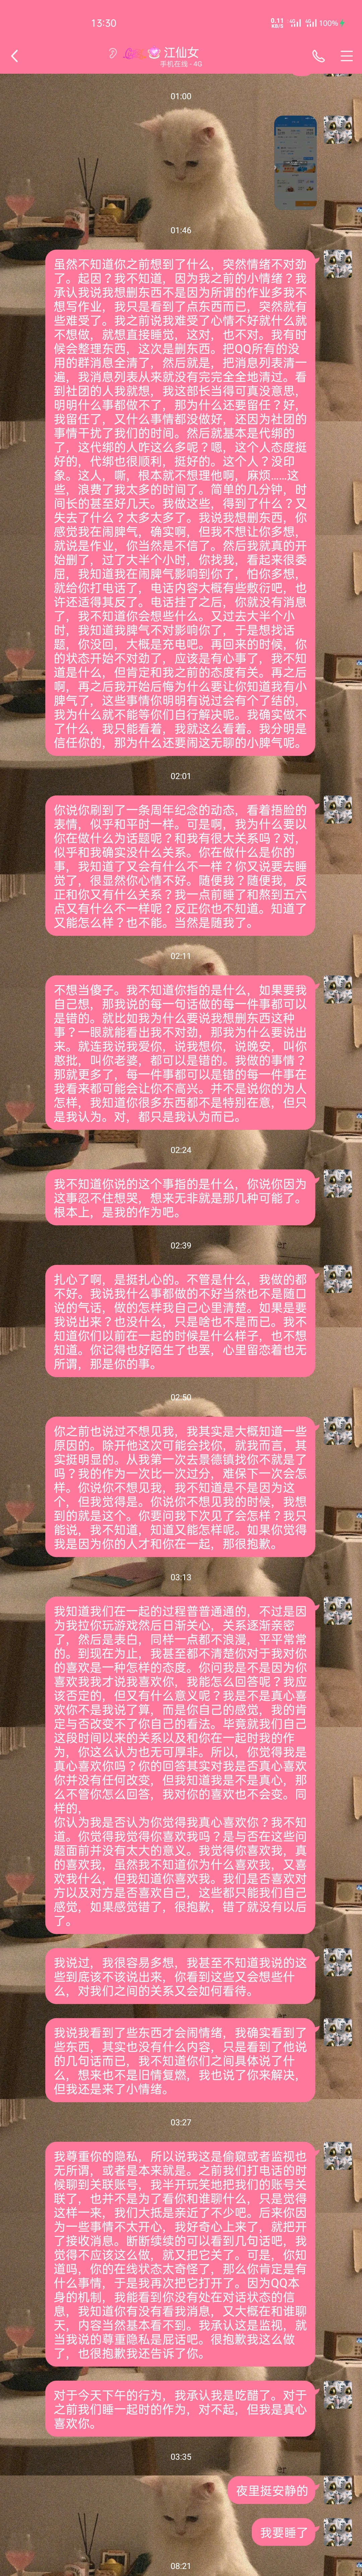 13:30
0.11
KB/S
100%
江仙女
手机在线 - 4G
01:00
01:46
虽然不知道你之前想到了什么，突然情绪不对劲
了。起因？我不知道，因为我之前的小情绪？我
承认我说我想删东西不是因为所谓的作业多我不
想写作业，我只是看到了点东西而已，突然就有
些难受了。我之前说我难受了心情不好就什么就
不想做，就想直接睡觉，这对，也不对。我有时
候会整理东西，这次是删东西。把QQ所有的没
用的群消息全清了，然后就是，把消息列表清一
遍，我消息列表从来就没有完完全全地清过。看
到社团的人我就想，我这部长当得可真没意思，
明明什么事都做不了，那为什么还要留任？好，
我留任了，又什么事情都没做好，还因为社团的
事情干扰了我们的时间。然后就基本是代绑的
了，这代绑的人咋这么多呢？嗯，这个人态度挺
好的，代绑也很顺利，挺好的。这个人？没印
象。这人，嘶，根本就不想理他啊，麻烦……这
些，浪费了我太多的时间了。简单的几分钟，时
间长的甚至好几天。我做这些，得到了什么？又
失去了什么？太多太多了。我说我想删东西，你
感觉我在闹脾气，确实啊，但我不想让你多想，
就说是作业，你当然是不信了。然后我就真的开
始删了，过了大半个小时，你找我，看起来很委
屈，我知道我在闹脾气影响到你了，怕你多想，
就给你打电话了，电话内容大概有些敷衍吧，也
许还适得其反了。电话挂了之后，你就没有消息
了，我不知道你会想些什么。又过去大半个小
时，我知道我脾气不对影响你了，于是想找话
题，你没回，大概是充电吧。再回来的时候，你
的状态开始不对劲了，应该是有心事了，我不知
道是什么，但肯定和我之前的态度有关。再之后
啊，再之后我开始后悔为什么要让你知道我有小
脾气了，这些事情你明明有说过会有个了结的，
我为什么就不能等你们自行解决呢。我确实做不
了什么，我只能看着，我就这么看着。我分明是
信任你的，那为什么还要闹这无聊的小脾气呢。
02:01
你说你刷到了一条周年纪念的动态，看着捂脸的
表情，似乎和平时一样。可是啊，我为什么要以
你在做什么为话题呢？和我有很大关系吗？对，
似乎和我确实没什么关系。你在做什么是你的
事，我知道了又会有什么不一样？你又说要去睡
觉了，很显然你心情不好。随便我？随便我，反
正和你又有什么关系？我一点前睡了和熬到五六
点又有什么不一样呢？反正你也不知道。知道了
又能怎么样？也不能。当然是随我了。
02:11
不想当傻子。我不知道你指的是什么，如果要我
自己想，那我说的每一句话做的每一件事都可以
是错的。就比如我为什么要说我想删东西这种
事？一眼就能看出我不对劲，那我为什么要说出
来。就连我说我爱你，说我想你，说晚安，叫你
憨批，叫你老婆，都可以是错的。我做的事情？
那就更多了，每一件事都可以是错的每一件事在
我看来都可能会让你不高兴。并不是说你的为人
怎样，我知道你很多东西都不是特别在意，但只
是我认为。对，都只是我认为而已。
02:24
我不知道你说的这个事指的是什么，你说你因为
这事忍不住想哭，想来无非就是那几种可能了。
根本上，是我的作为吧。
02:39
扎心了啊，是挺扎心的。不管是什么，我做的都
不好。我说我什么事都做的不好当然也不是随口
说的气话，做的怎样我自己心里清楚。如果是要
我说出来？也没什么，只是啥也不是而已。我不
知道你们以前在一起的时候是什么样子，也不想
知道。你记得也好陌生了也罢，心里留恋着也无
所谓，那是你的事。
02:50
你之前也说过不想见我，我其实是大概知道一些
原因的。除开他这次可能会找你，就我而言，其
实挺明显的。从我第一次去景德镇找你不就是了
吗？我的作为一次比一次过分，难保下一次会怎
样。你说你不想见我，我不知道是不是因为这
个，但我觉得是。你说你不想见我的时候，我想
到的就是这个。你要问我下次见了会怎样？我只
能说，我不知道，知道又能怎样呢。如果你觉得
我是因为你的人才和你在一起，那很抱歉。
03:13
我知道我们在一起的过程普普通通的，不过是因
为我拉你玩游戏然后日渐关心，关系逐渐亲密
了，然后是表白，同样一点都不浪漫，平平常常
的。到现在为止，我甚至都不清楚你对于我对你
的喜欢是一种怎样的态度。你问我是不是因为你
喜欢我我才说我喜欢你，我能怎么回答呢？我应
该否定的，但又有什么意义呢？我是不是真心喜
欢你不是我说了算，而是你自己的感觉，我的肯
定与否改变不了你自己的看法。毕竟就我们自己
这段时间以来的关系以及和你在一起时我的作
为，你这么认为也无可厚非。所以，你觉得我是
真心喜欢你吗？你的回答其实对我是否真心喜欢
你并没有任何改变，但我知道我是不是真心，那
么不管你怎么回答，我对你的喜欢也不会变。同
样的，
你认为我是否认为你觉得我真心喜欢你？我不知
道。你觉得我觉得你喜欢我吗？是与否在这些问
题面前并没有太大的意义。我觉得你喜欢我，真
的喜欢我，虽然我不知道你为什么喜欢我，又喜
欢我什么，但我知道你喜欢我。我们是否喜欢对
方以及对方是否喜欢自己，这些都只能我们自己
感觉，如果感觉错了，很抱歉，错了就没有以后
了。
我说过，我很容易多想，我甚至不知道我说的这
些到底该不该说出来，你看到这些又会想些什
么，对我们之间的关系又会如何看待。
我说我看到了些东西才会闹情绪，我确实看到了
些东西，其实也没有什么内容，只是看到了他说
的几句话而已，我不知道你们之间具体说了什
么，想来也不是旧情复燃，我也说了你来解决，
但我还是来了小情绪。
03:27
我尊重你的隐私，所以说我这是偷窥或者监视也
无所谓，或者是本来就是。之前我们打电话的时
候聊到关联账号，我半开玩笑地把我们的账号关
联了，也并不是为了看你和谁聊什么，只是觉得
这样一来，我们大抵是亲近了不少吧。后来你因
为一些事情不太开心，我好奇心上来了，就把开
了接收消息。断断续续的可以看到几句话吧，我
觉得不应该这么做，就又把它关了。可是，你知
道吗，你的在线状态太奇怪了，那么你肯定是有
什么事情，于是我再次把它打开了。因为QQ本
身的机制，我能看到你没有处在对话状态的信
息，我知道你有没有看我消息，又大概在和谁聊
天，内容当然基本看不到。我承认这是监视，就
当我说的尊重隐私是屁话吧。很抱歉我这么做
了，也很抱歉我还告诉了你。
对于今天下午的行为，我承认我是吃醋了。对于
之前我们睡一起时的作为，对不起，但我是真心
喜欢你。
03:35
夜里挺安静的
我要睡了
08:21